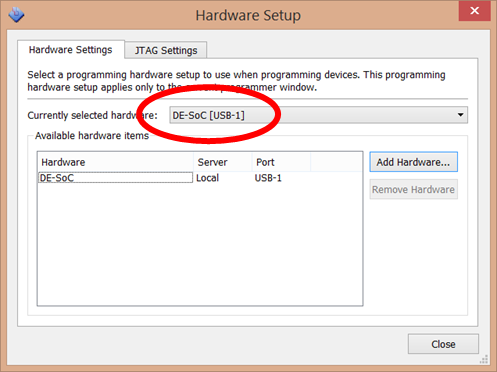 Hardware Setup
Hardware Settings
JTAG Settings
Select a programming hardware setup to use when programming devices. This programming
hardware setup applies only to the current programmer window.
Currently selected hardware:
DE-SoC [USB-1]
Available hardware items
Hardware Server Port
DE-SoC Local USB-1
Add Hardware...
Remove Hardware
Close